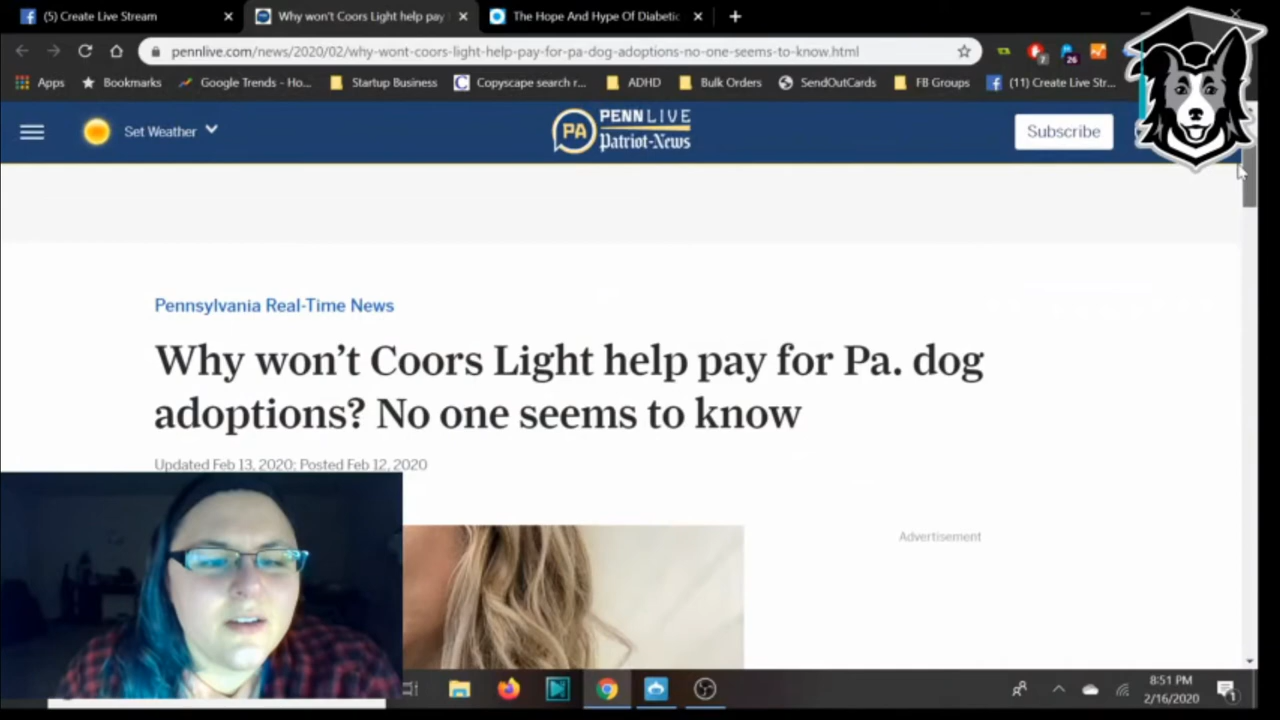 (5) Create Live Stream
Why won't Coors Light help pay
The Hope And Hype Of Diabetic
pennlive.com/news/2020/02/why-wont-coors-light-help-pay-for-pa-dog-adoptions-no-one-seems-to-know.html
Apps Bookmarks Google Trends - Ho... Startup Business Copyscape search r... ADHD Bulk Orders SendOutCards FB Groups (11) Create Live Str...
Set Weather
PA PENNLIVE
Patriot-News
Subscribe
Pennsylvania Real-Time News
Why won't Coors Light help pay for Pa. dog
adoptions? No one seems to know
Updated Feb 13, 2020; Posted Feb 12, 2020
Advertisement
8:51 PM
2/16/2020